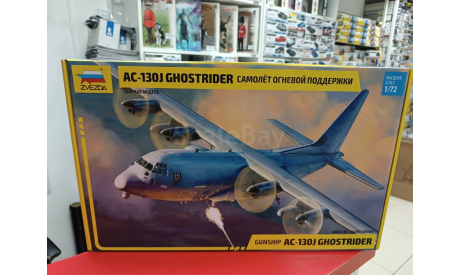 ZVEZDA
AC-130J GHOSTRIDER САМОЛЁТ ОГНЕВОЙ ПОДДЕРЖКИ
1/72
GUNSHIP AC-130J GHOSTRIDER